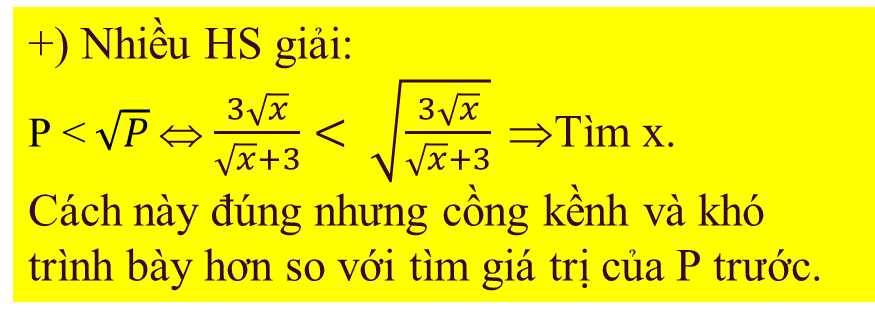 +) Nhiều HS giải:
P < √P ⇔ 3√x/(√x+3) < √(3√x/(√x+3)) ⇒Tìm x.
Cách này đúng nhưng cồng kềnh và khó
trình bày hơn so với tìm giá trị của P trước.